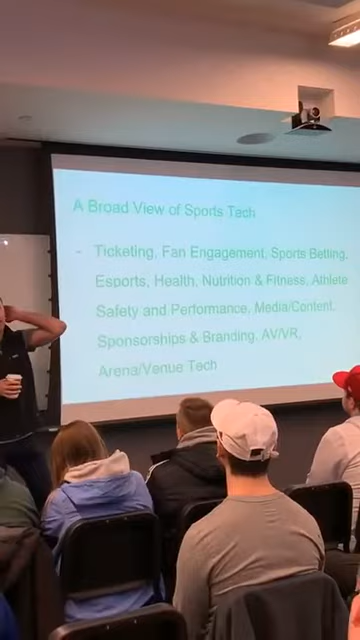 A Broad View of Sports Tech
- Ticketing, Fan Engagement, Sports Betting,
Esports, Health, Nutrition & Fitness, Athlete
Safety and Performance, Media/Content,
Sponsorships & Branding, AV/VR,
Arena/Venue Tech